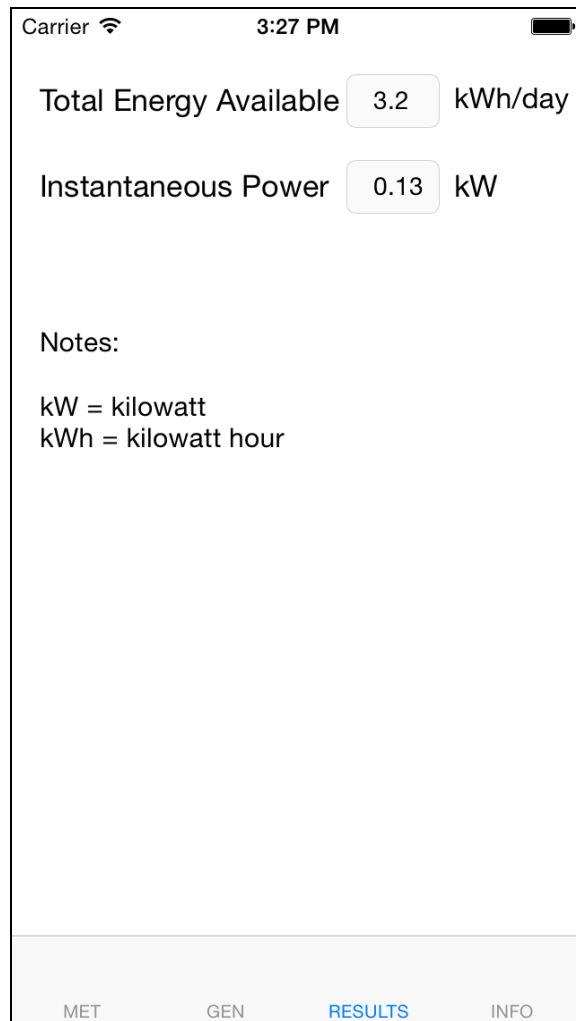 Carrier 3:27 PM
Total Energy Available 3.2 kWh/day
Instantaneous Power 0.13 kW
Notes:
kW = kilowatt
kWh = kilowatt hour
MET GEN RESULTS INFO